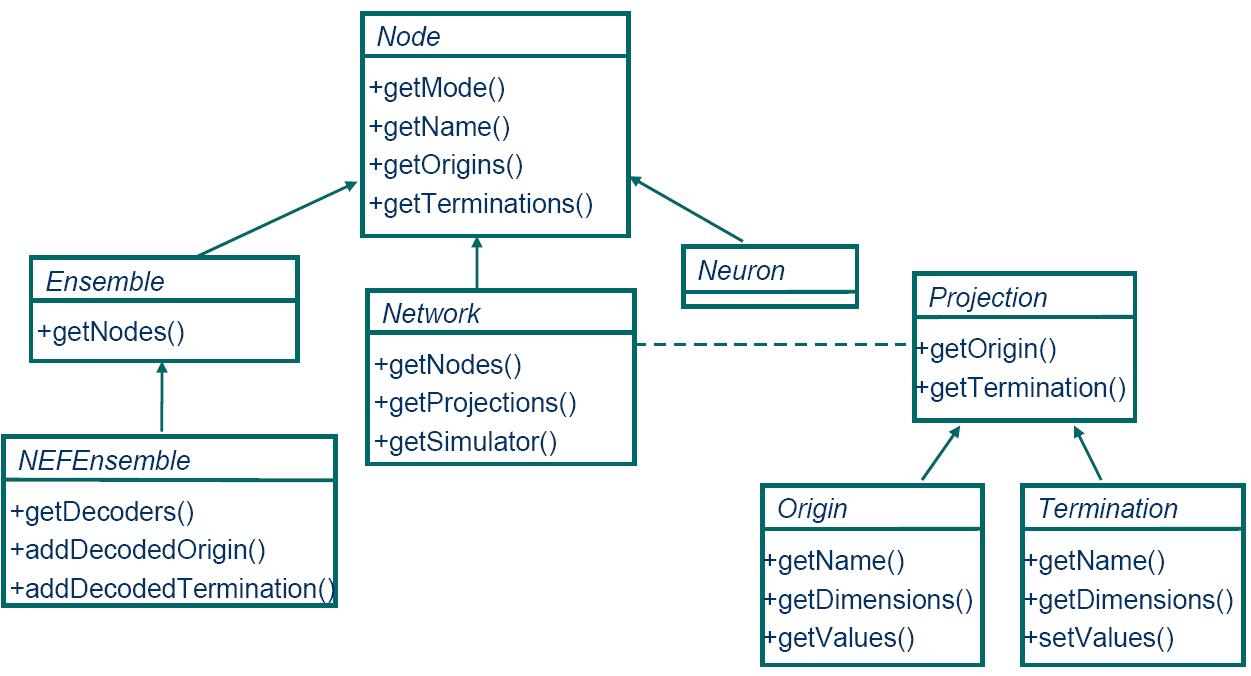 Node
+getMode()
+getName()
+getOrigins()
+getTerminations()
Ensemble
+getNodes()
Network
+getNodes()
+getProjections()
+getSimulator()
Neuron
Projection
+getOrigin()
+getTermination()
NEFEnsemble
+getDecoders()
+addDecodedOrigin()
+addDecodedTermination()
Origin
+getName()
+getDimensions()
+getValues()
Termination
+getName()
+getDimensions()
+setValues()